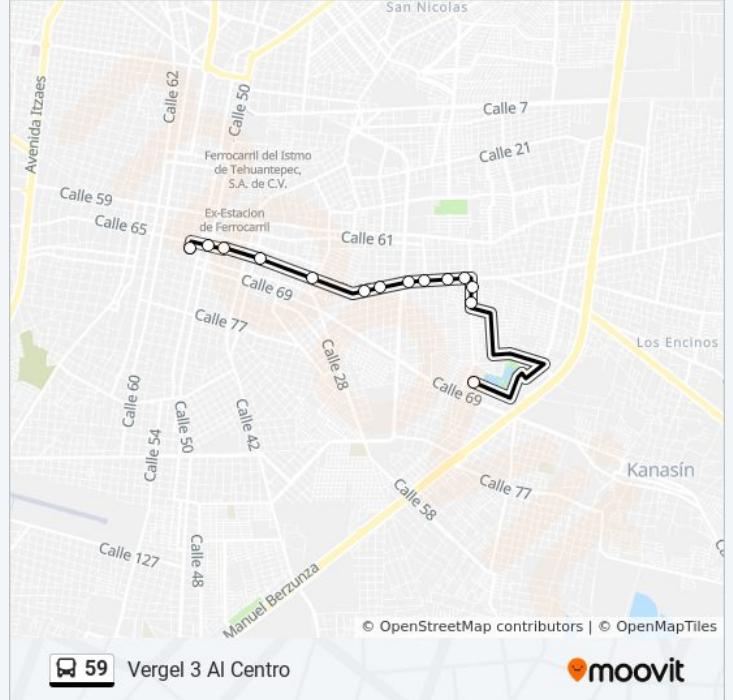 San Nicolas
Calle 62
Calle 50
Calle 7
Avenida Itzaes
Calle 21
Ferrocarril del Istmo
de Tehuantepec,
S.A. de C.V.
Calle 59
Calle 65
Ex-Estacion
de Ferrocarril
Calle 61
Calle 69
Calle 77
Calle 28
Los Encinos
Calle 69
Calle 60
Calle 54
Calle 50
Calle 42
Kanasín
Calle 77
Calle 58
Calle 127
Calle 48
Manuel Berzunza
© OpenStreetMap contributors | © OpenMapTiles
59 Vergel 3 Al Centro
moovit